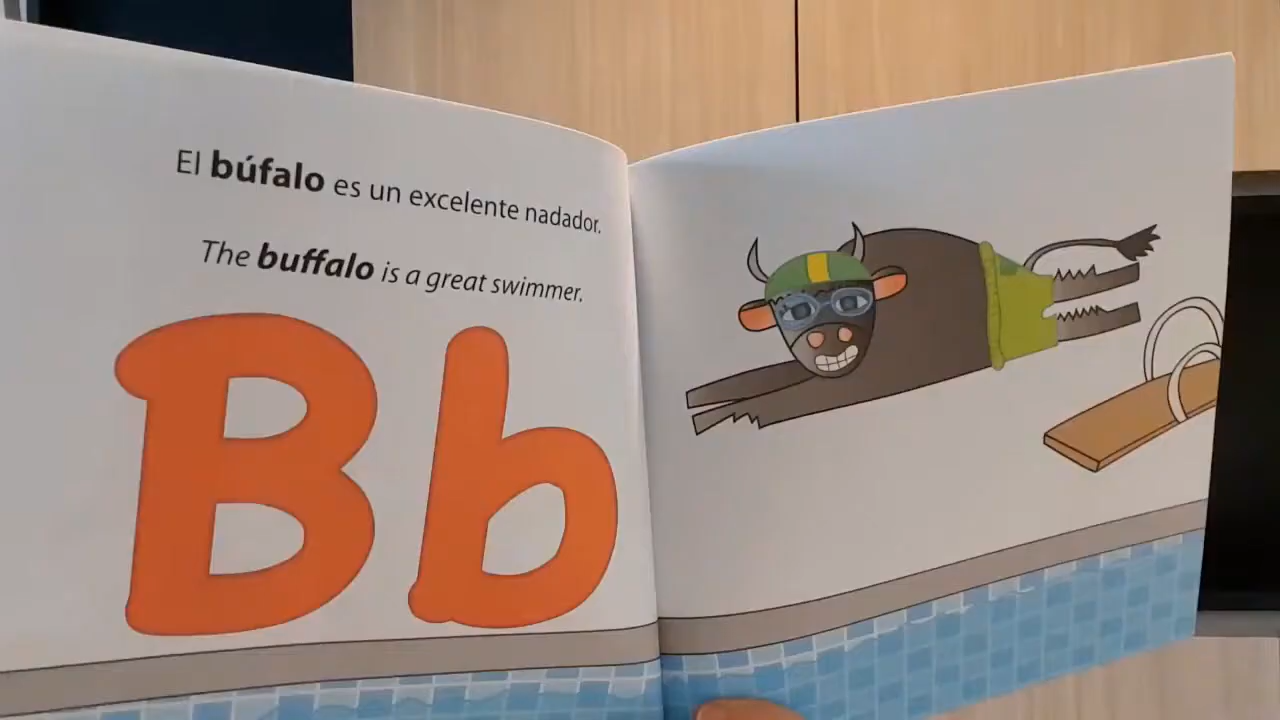 El búfalo es un excelente nadador.
The buffalo is a great swimmer.
Bb